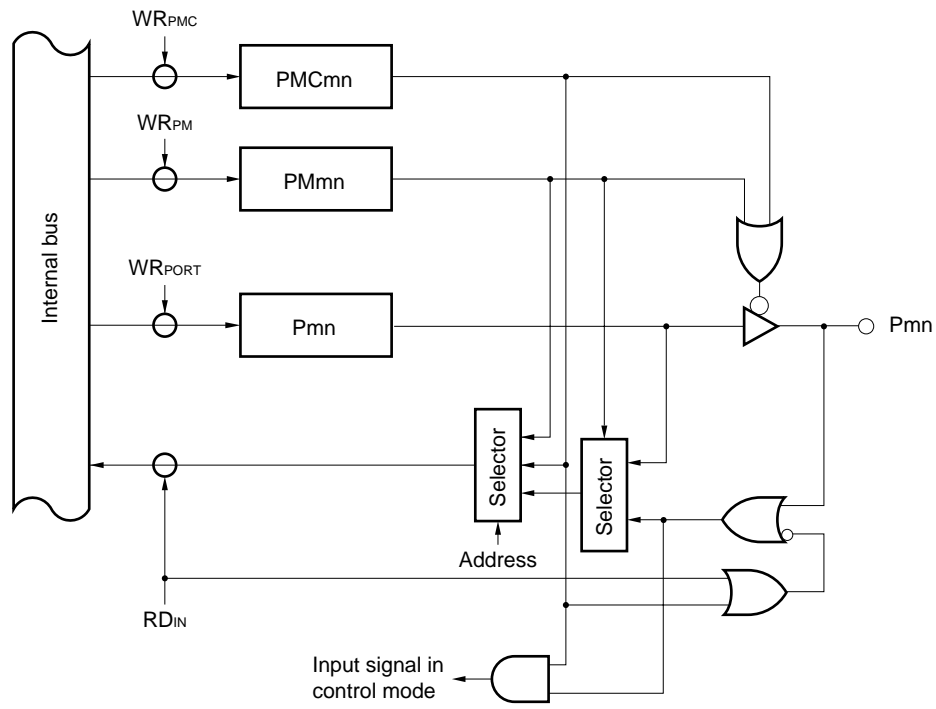 WRPMC
PMCmn
WRPM
PMmn
Internal bus
WRPORT
Pmn
Pmn
Selector
Selector
Address
RDIN
Input signal in
control mode